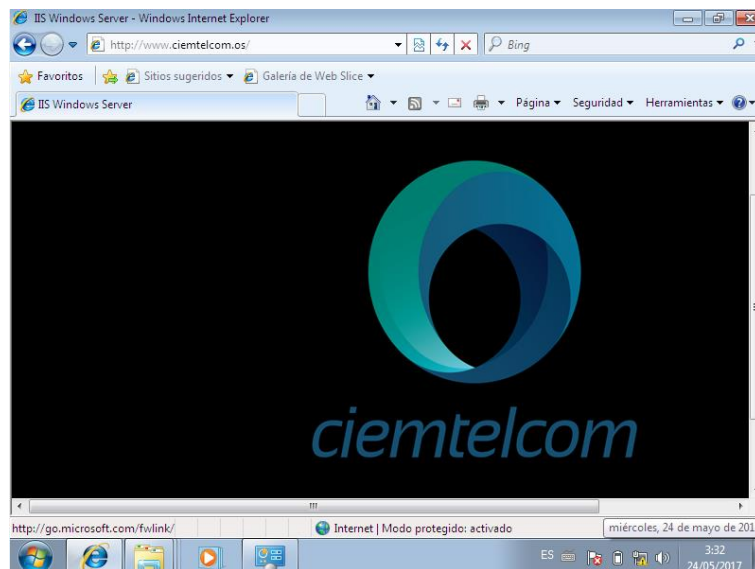 IIS Windows Server - Windows Internet Explorer
http://www.ciemtelcom.os/
Bing
Favoritos Sitios sugeridos Galería de Web Slice
IIS Windows Server Página Seguridad Herramientas
ciemtelcom
http://go.microsoft.com/fwlink/ Internet | Modo protegido: activado miércoles, 24 de mayo de 201
ES 3:32
24/05/2017